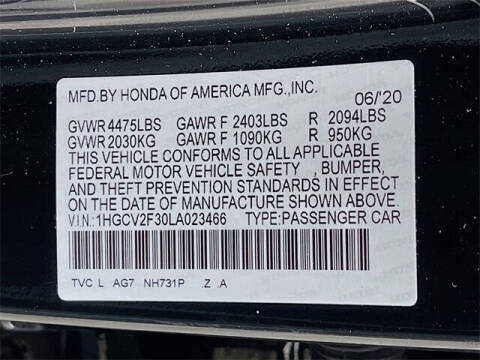 MFD.BY HONDA OF AMERICA MFG.,INC.
06/'20
GVWR 4475LBS GAWR F 2403LBS R 2094LBS
GVWR 2030KG GAWR F 1090KG R 950KG
THIS VEHICLE CONFORMS TO ALL APPLICABLE
FEDERAL MOTOR VEHICLE SAFETY , BUMPER,
AND THEFT PREVENTION STANDARDS IN EFFECT
ON THE DATE OF MANUFACTURE SHOWN ABOVE.
V.I.N.:1HGCV2F30LA023466 TYPE:PASSENGER CAR
TVC L AG7 NH731P .Z .A